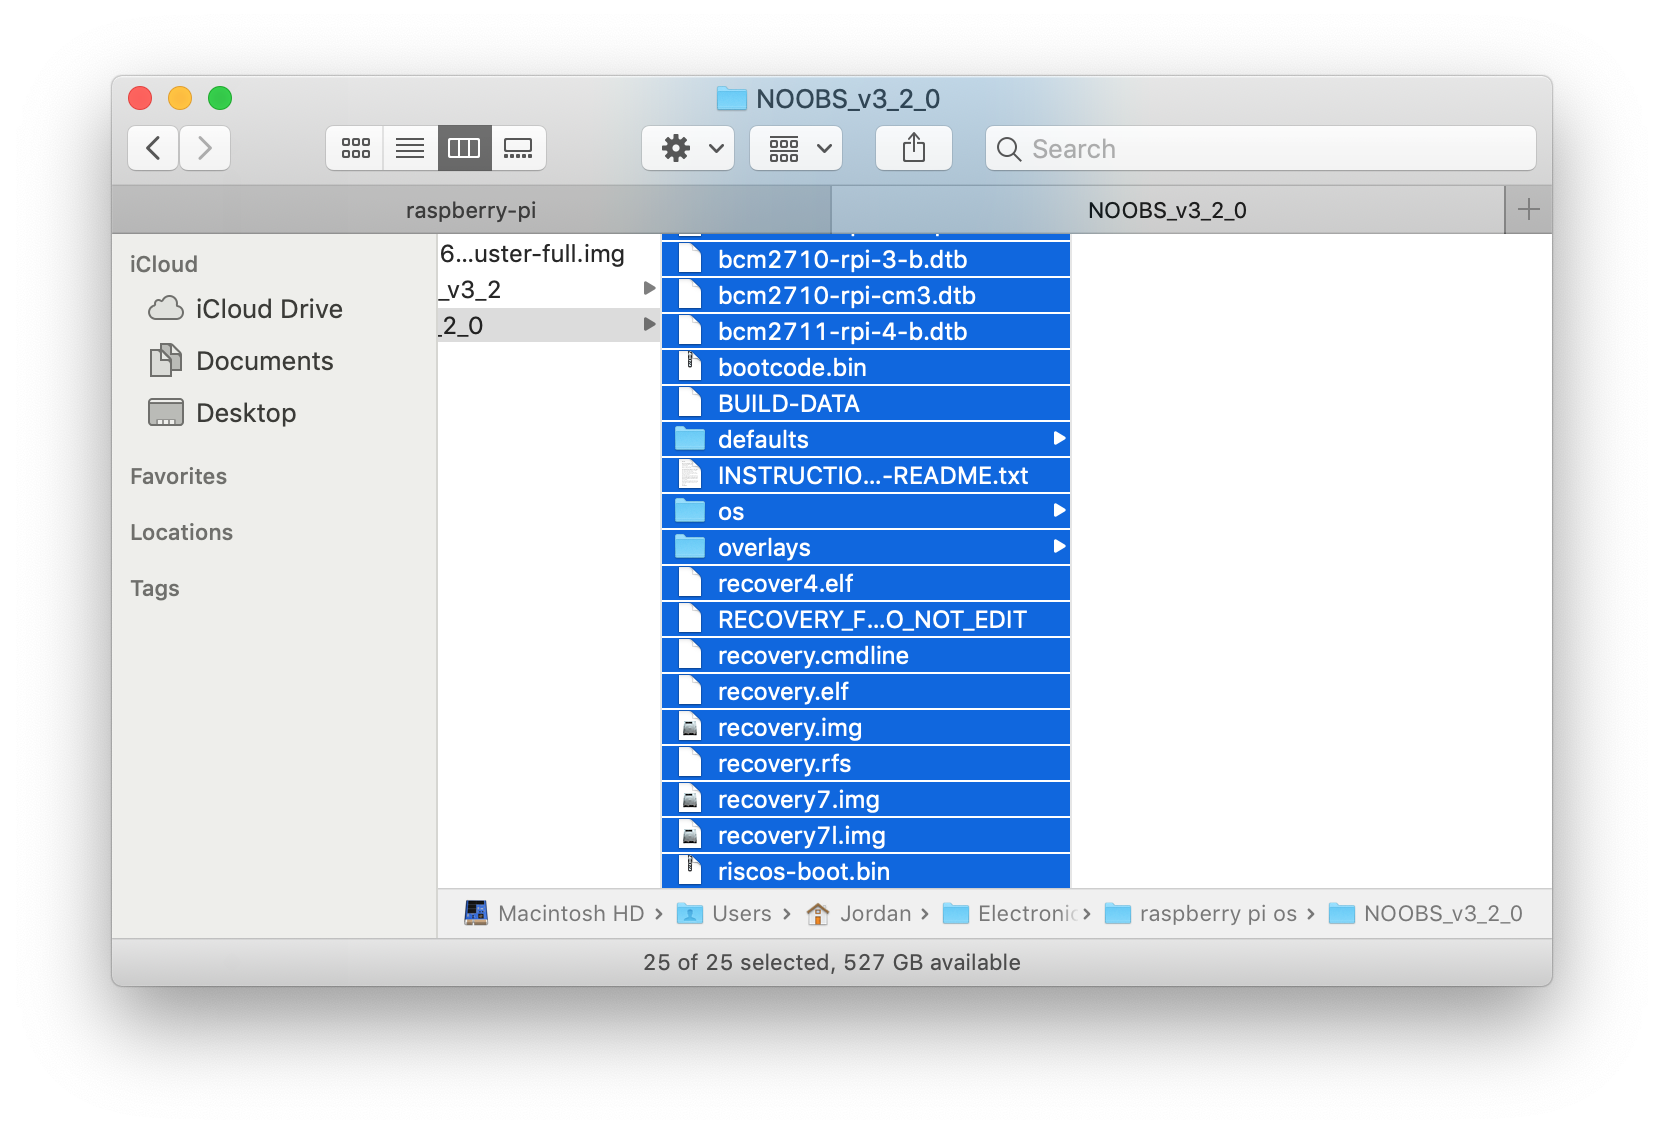 NOOBS_v3_2_0
Search
raspberry-pi
NOOBS_v3_2_0
iCloud
iCloud Drive
Documents
Desktop
Favorites
Locations
Tags
6...uster-full.img
_v3_2
_2_0
bcm2710-rpi-3-b.dtb
bcm2710-rpi-cm3.dtb
bcm2711-rpi-4-b.dtb
bootcode.bin
BUILD-DATA
defaults
INSTRUCTIO...-README.txt
os
overlays
recover4.elf
RECOVERY_F...O_NOT_EDIT
recovery.cmdline
recovery.elf
recovery.img
recovery.rfs
recovery7.img
recovery7l.img
riscos-boot.bin
Macintosh HD › Users › Jordan › Electronic › raspberry pi os › NOOBS_v3_2_0
25 of 25 selected, 527 GB available